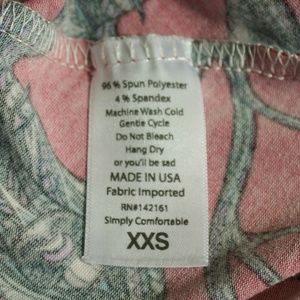 96 % Spun Polyester
4 % Spandex
Machine Wash Cold
Gentle Cycle
Do Not Bleach
Hang Dry
or you'll be sad
MADE IN USA
Fabric Imported
RN#142161
Simply Comfortable
XXS